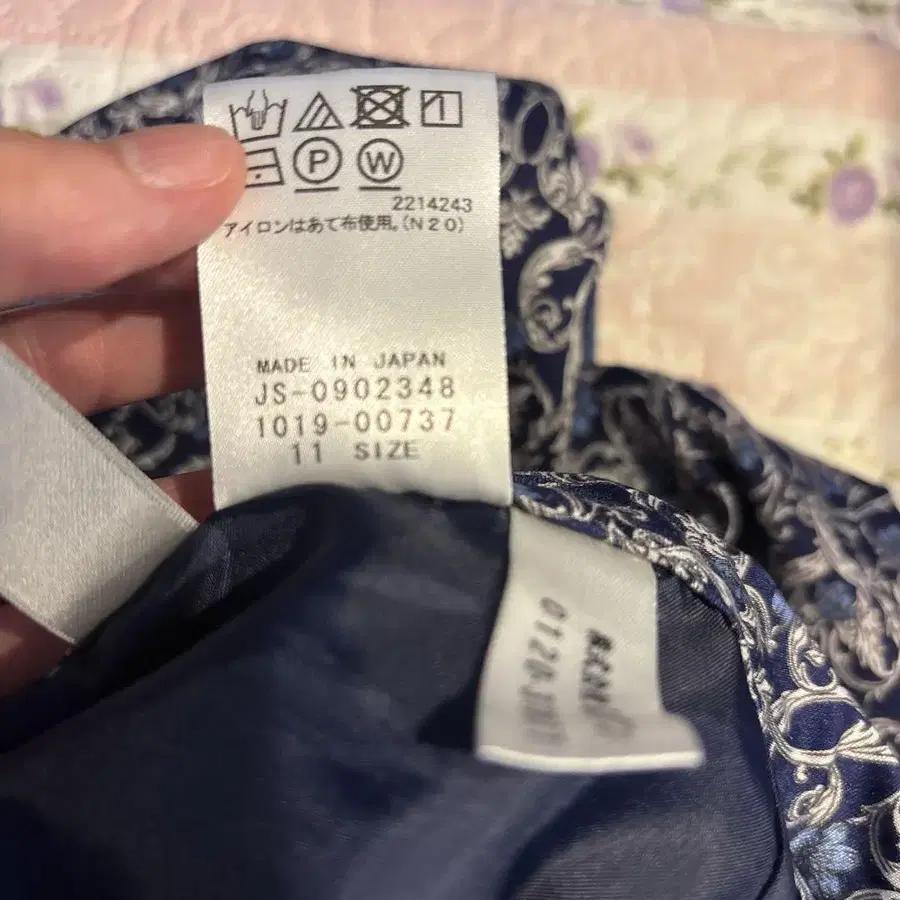 P W
2214243
アイロンはあて布使用。(N20)
MADE IN JAPAN
JS-0902348
1019-00737
11 SIZE
0120-